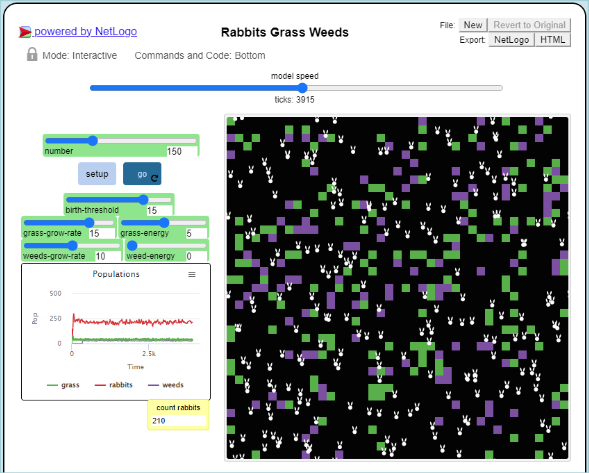 powered by NetLogo
Rabbits Grass Weeds
File: New Revert to Original
Export: NetLogo HTML
Mode: Interactive Commands and Code: Bottom
model speed
ticks: 3915
number 150
setup go
birth-threshold 15
grass-grow-rate 15 grass-energy 5
weeds-grow-rate 10 weed-energy 0
Populations
Pop
500
250
0
0 2.5k
Time
grass rabbits weeds
count rabbits
210